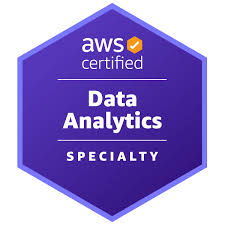 aws
certified
Data
Analytics
SPECIALTY